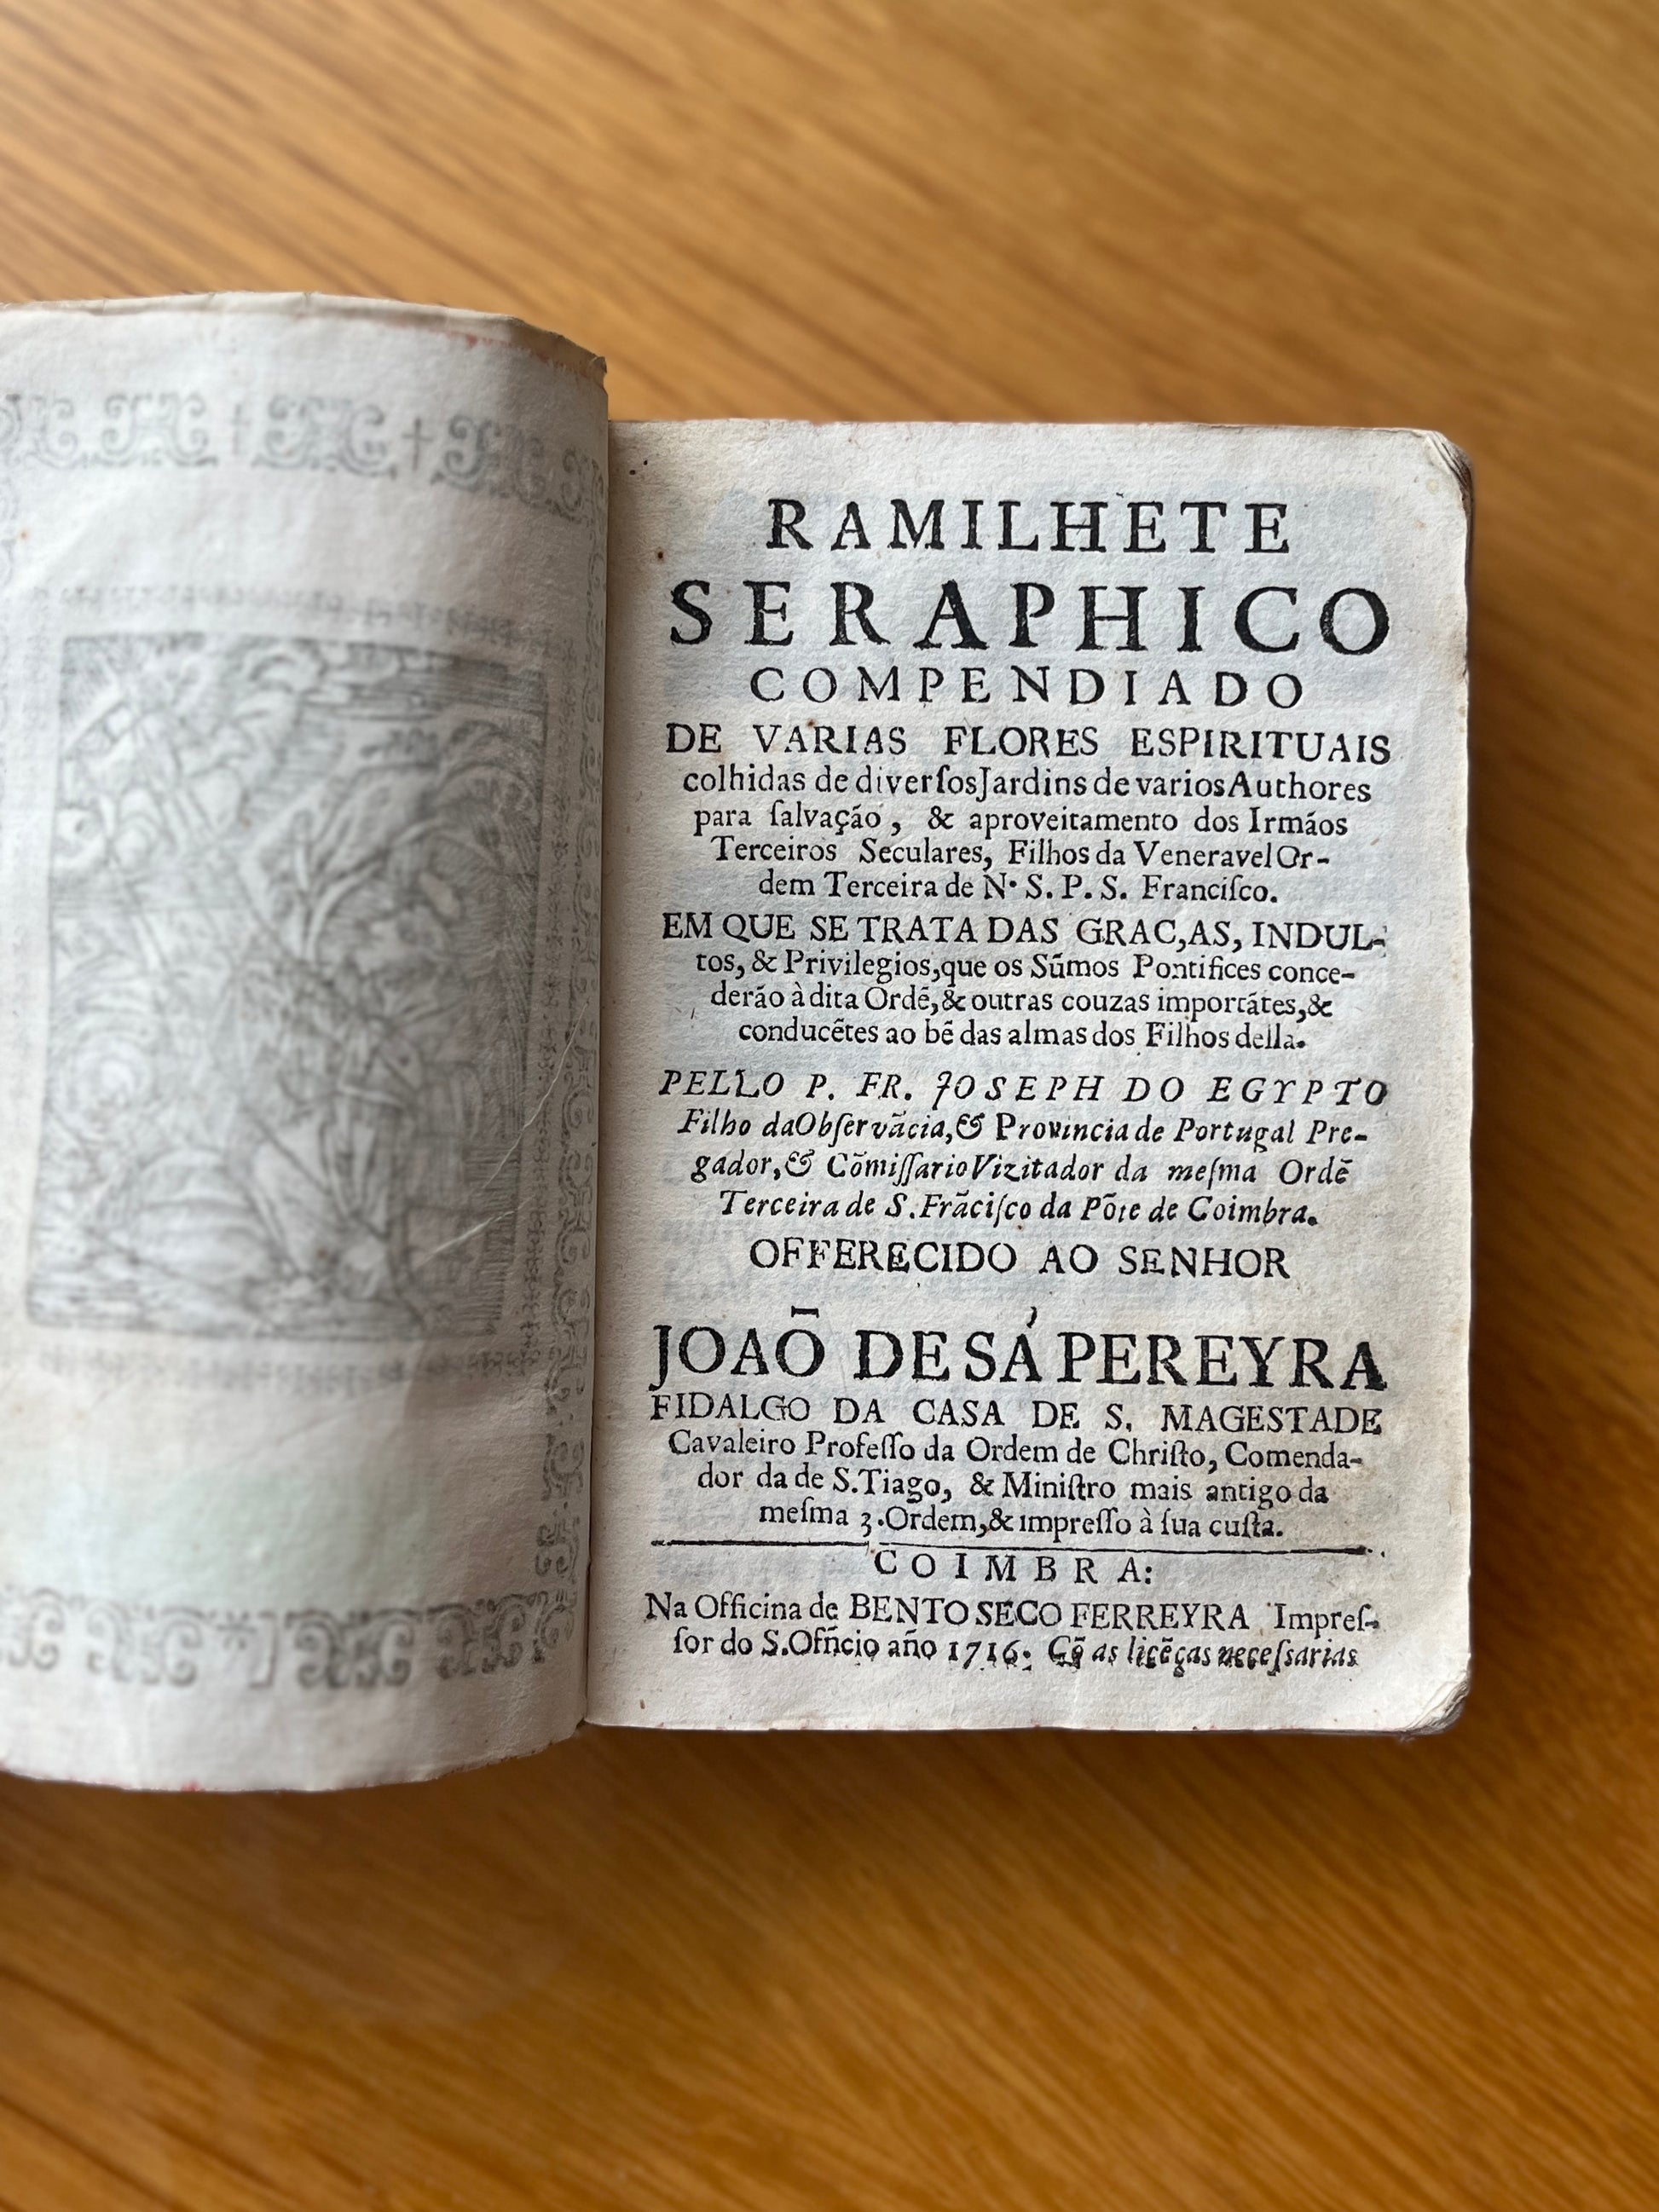 RAMILHETE
SERAPHICO
COMPENDIADO
DE VARIAS FLORES ESPIRITUAIS
colhidas de diverſos Jardins de varios Authores
para ſalvação, & aproveitamento dos Irmãos
Terceiros Seculares, Filhos da Veneravel Or-
dem Terceira de N. S. P. S. Franciſco.
EM QUE SE TRATA DAS GRAC,AS, INDUL-
tos, & Privilegios, que os Sũmos Pontifices conce-
derão à dita Ordẽ, & outras couzas importãtes, &
conducẽtes ao bẽ das almas dos Filhos della.
PELLO P. FR. JOSEPH DO EGYPTO
Filho da Obſervãcia, & Provincia de Portugal Pre-
gador, & Cõmiſſario Vizitador da meſma Ordẽ
Terceira de S. Frãciſco da Põte de Coimbra.
OFFERECIDO AO SENHOR
JOAÕ DE SÁ PEREYRA
FIDALGO DA CASA DE S. MAGESTADE
Cavaleiro Profeſſo da Ordem de Chriſto, Comenda-
dor da de S. Tiago, & Miniſtro mais antigo da
meſma 3. Ordem, & impreſſo à ſua cuſta.
COIMBRA:
Na Officina de BENTO SECO FERREYRA Impreſ-
ſor do S. Officio año 1716. Cõ as licẽças neceſsarias